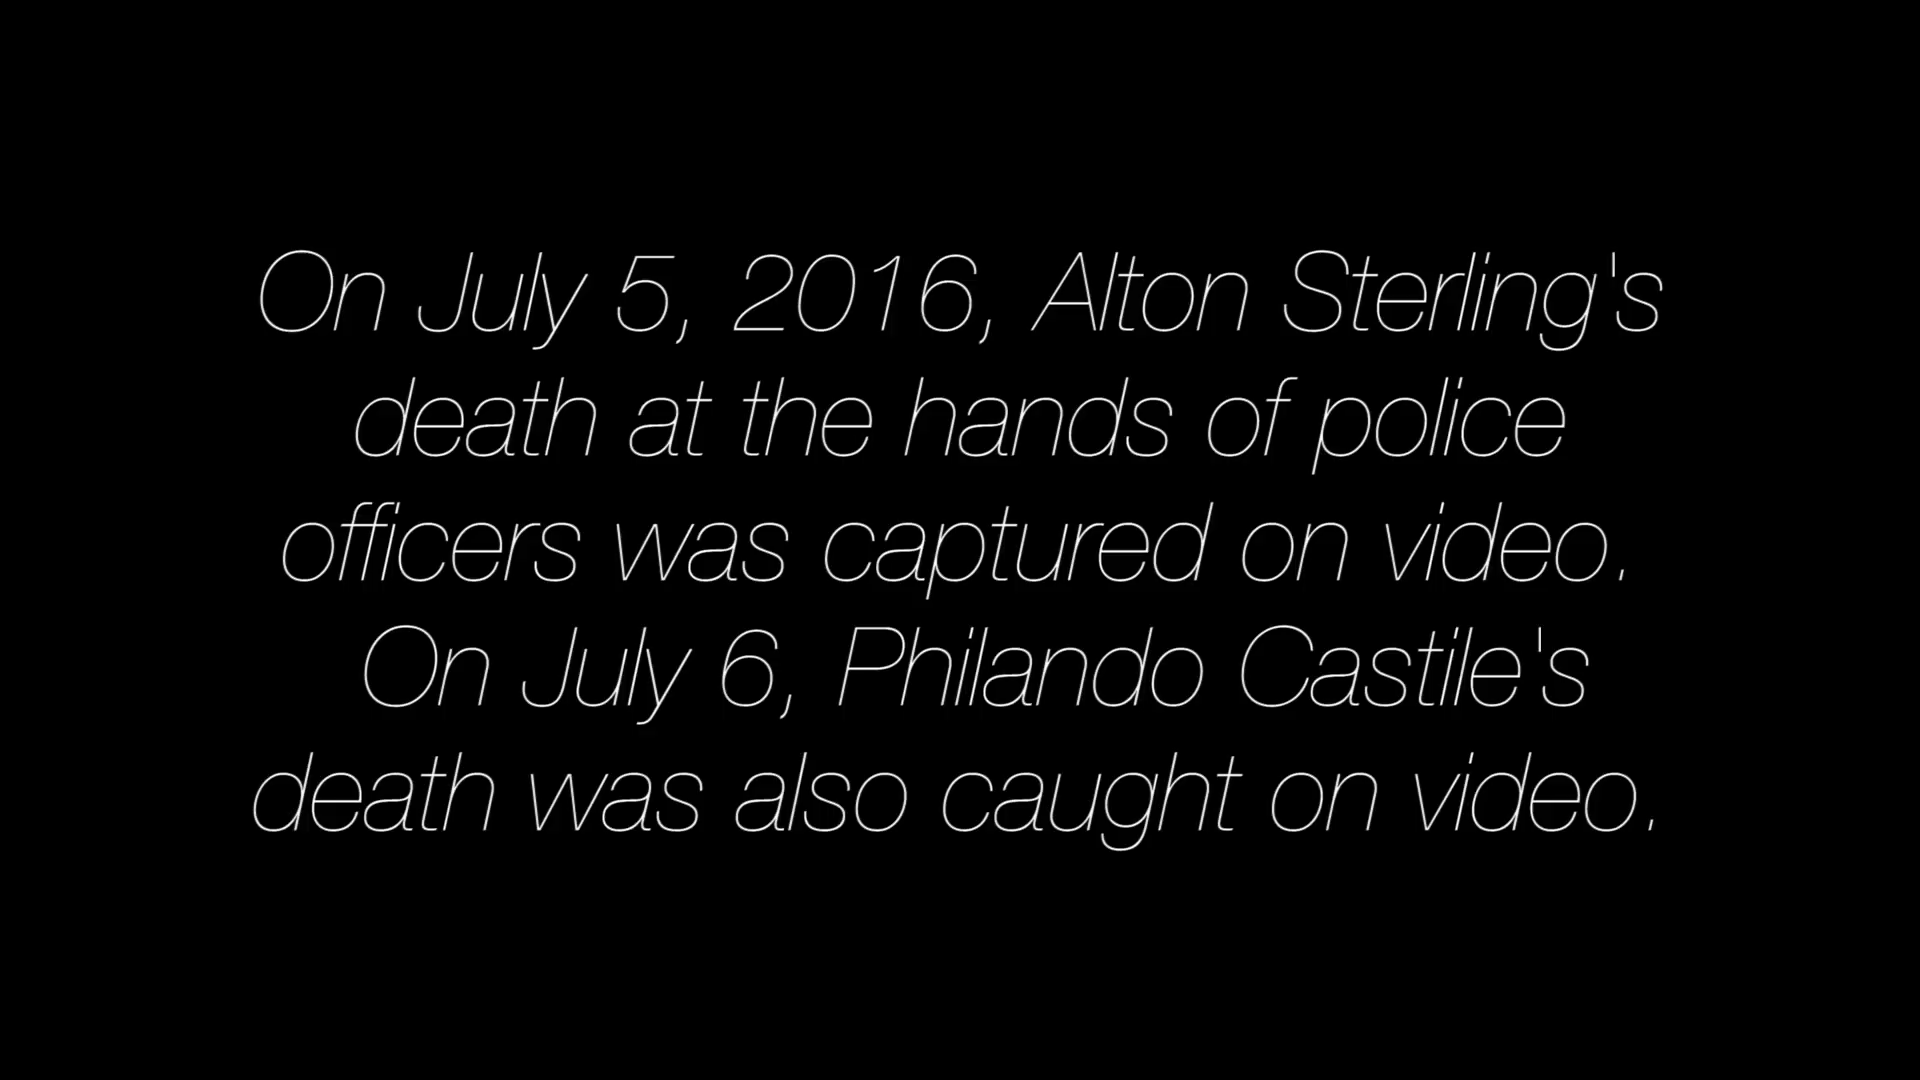 On July 5, 2016, Alton Sterling's
death at the hands of police
officers was captured on video.
On July 6, Philando Castile's
death was also caught on video.